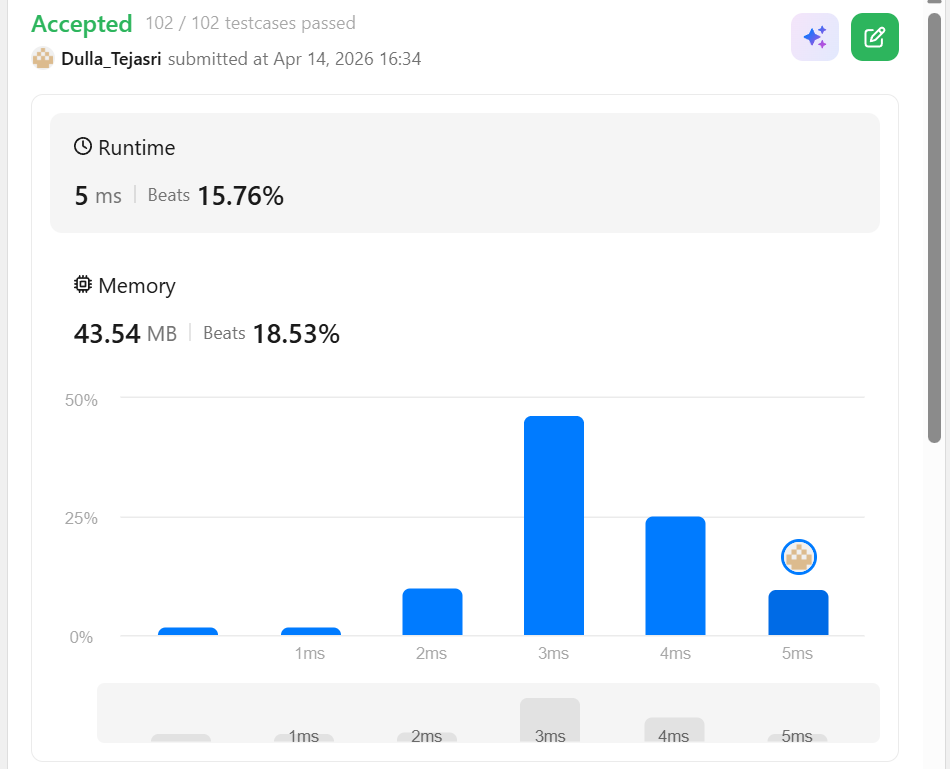 Accepted 102 / 102 testcases passed
Dulla_Tejasri submitted at Apr 14, 2026 16:34
Runtime
5 ms | Beats 15.76%
Memory
43.54 MB | Beats 18.53%
50%
25%
0%
1ms 2ms 3ms 4ms 5ms
1ms 2ms 3ms 4ms 5ms